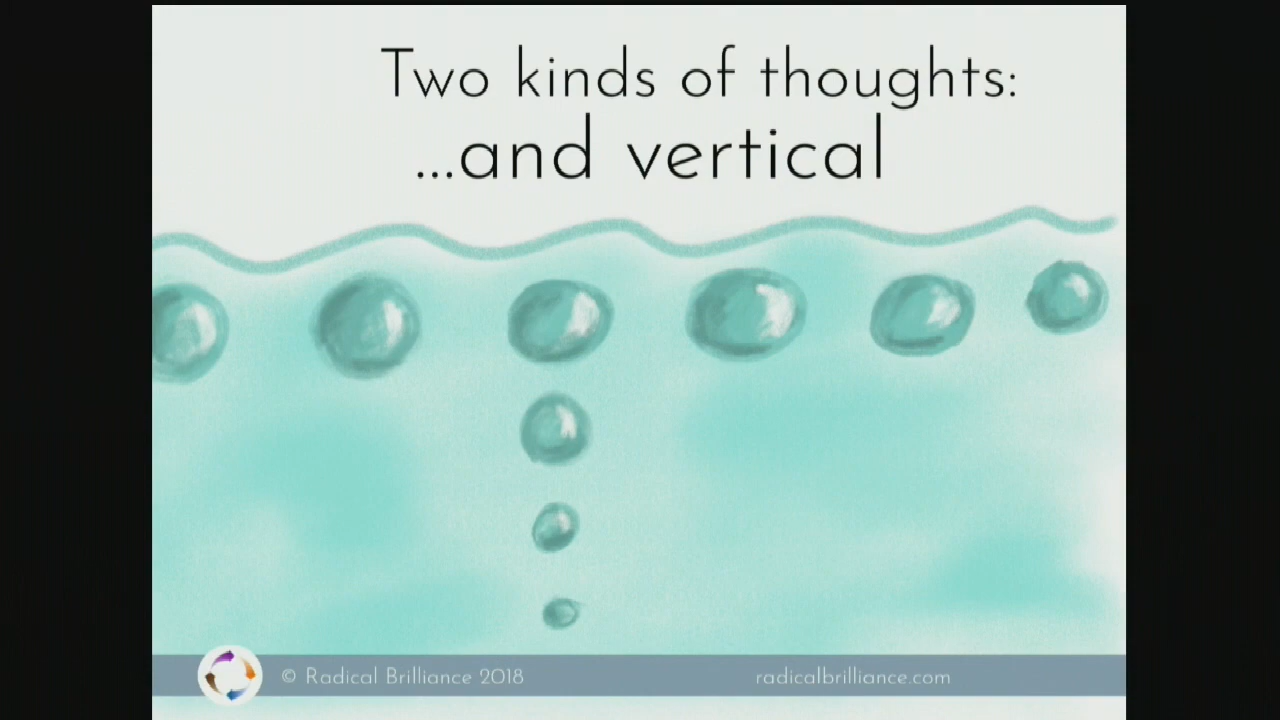 Two kinds of thoughts:
...and vertical
© Radical Brilliance 2018
radicalbrilliance.com